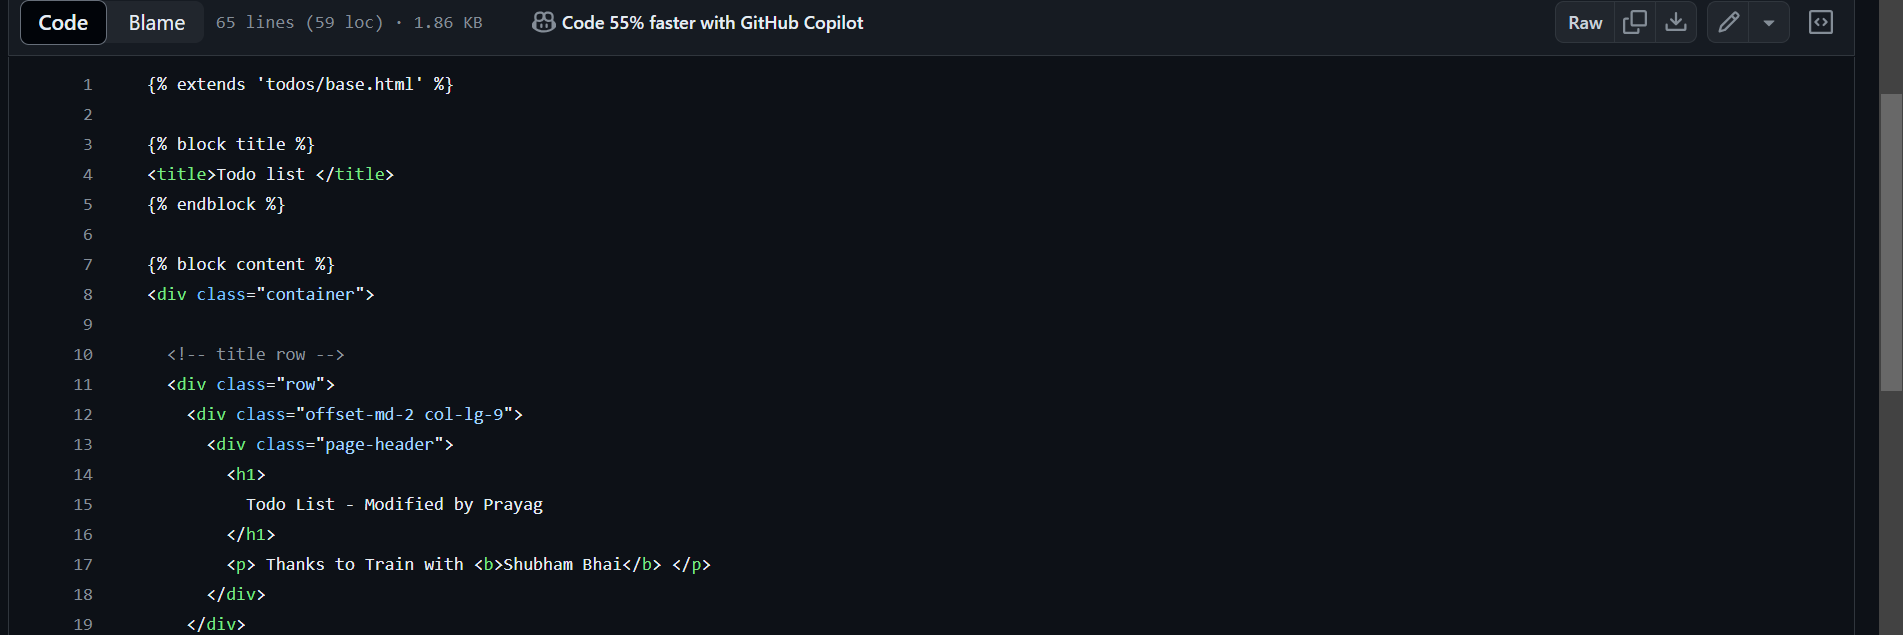 Code Blame 65 lines (59 loc) · 1.86 KB Code 55% faster with GitHub Copilot Raw
1 {% extends 'todos/base.html' %}
2
3 {% block title %}
4 <title>Todo list </title>
5 {% endblock %}
6
7 {% block content %}
8 <div class="container">
9
10 <!-- title row -->
11 <div class="row">
12 <div class="offset-md-2 col-lg-9">
13 <div class="page-header">
14 <h1>
15 Todo List - Modified by Prayag
16 </h1>
17 <p> Thanks to Train with <b>Shubham Bhai</b> </p>
18 </div>
19 </div>